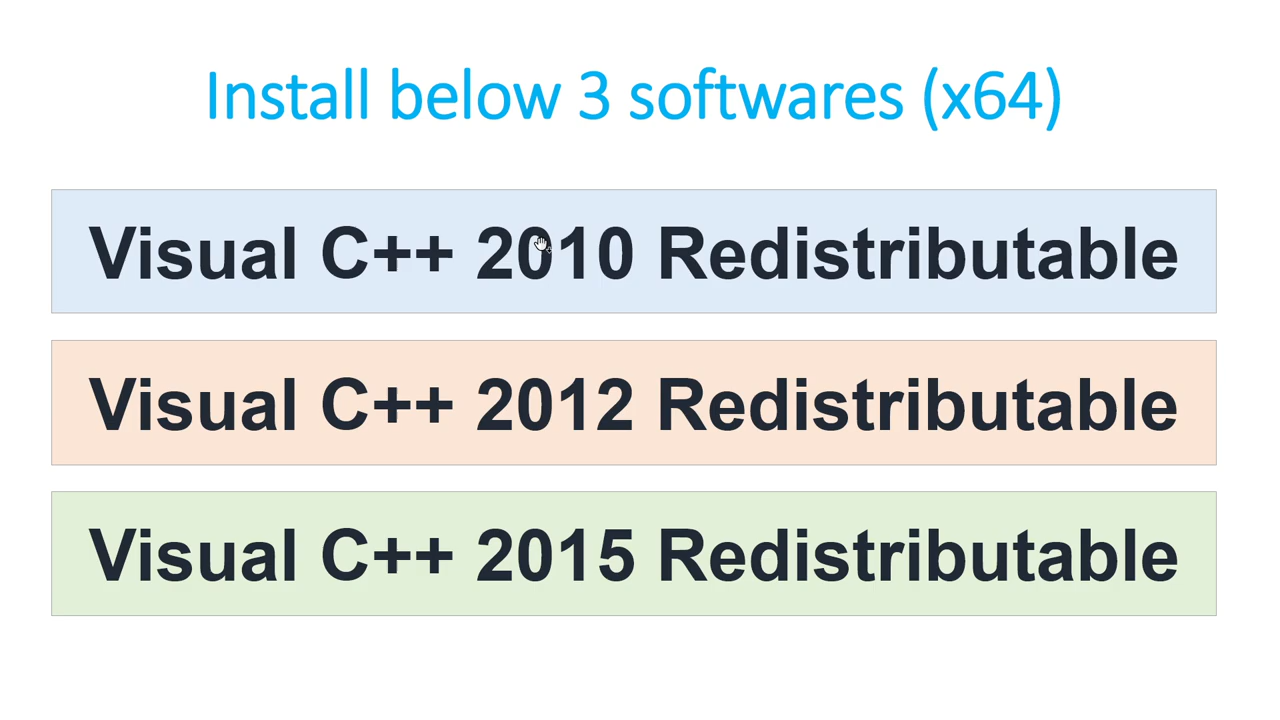 Install below 3 softwares (x64)
Visual C++ 2010 Redistributable
Visual C++ 2012 Redistributable
Visual C++ 2015 Redistributable